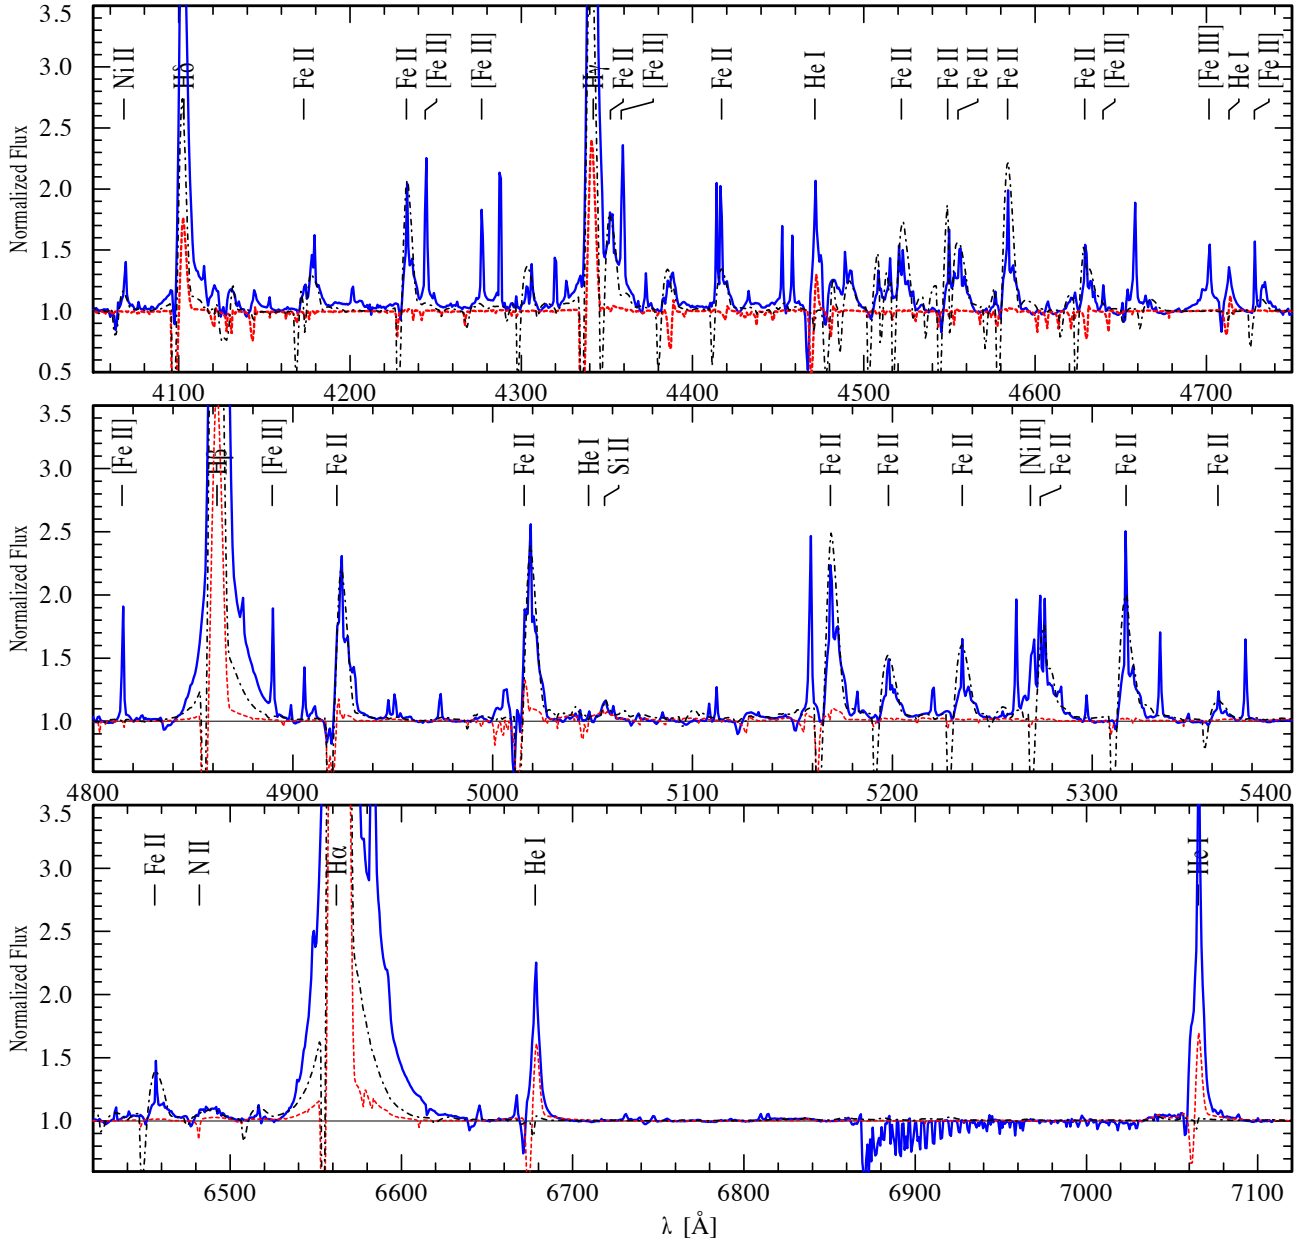 Ni II Hδ Fe II Fe II [Fe II] [Fe II] Hγ Fe II [Fe II] Fe II He I Fe II Fe II Fe II Fe II Fe II [Fe II] [Fe III] He I [Fe II]
3.5
3.0
2.5
2.0
1.5
1.0
0.5
Normalized Flux
4100 4200 4300 4400 4500 4600 4700
[Fe II] Hβ [Fe II] Fe II Fe II He I Si II Fe II Fe II Fe II [Ni II] Fe II Fe II Fe II
3.5
3.0
2.5
2.0
1.5
1.0
Normalized Flux
4800 4900 5000 5100 5200 5300 5400
Fe II N II Hα He I He I
3.5
3.0
2.5
2.0
1.5
1.0
Normalized Flux
6500 6600 6700 6800 6900 7000 7100
λ [Å]